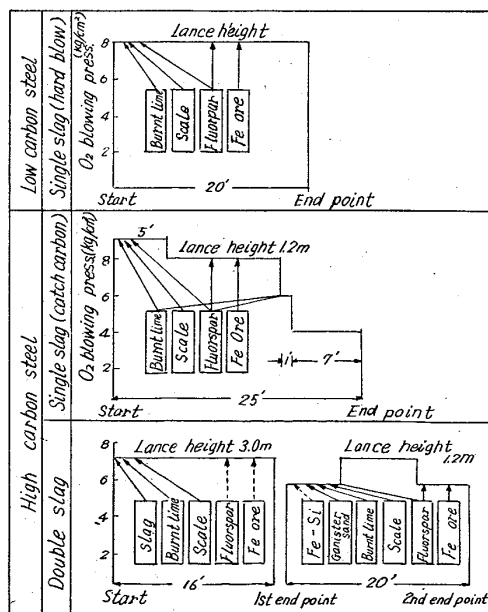 Low carbon steel
Single slag (hard blow)
O2 blowing press. (kg/cm²)
Lance height
8
6
4
2
Burnt lime
Scale
Fluorpar
Fe ore
20'
Start
End point
High carbon steel
Single slag (catch carbon)
O2 blowing press (kg/cm²)
5'
Lance height 1.2m
8
6
4
2
Burnt lime
Scale
Fluorspar
Fe Ore
1'
7'
25'
Start
End point
Double slag
Lance height 3.0m
8
6
4
2
Slag
Burnt lime
Scale
Fluorspar
Fe ore
16'
Start
1st end point
Lance height
1.2m
Fe-Si
Ganister sand
Burnt lime
Scale
Fluorspar
Fe ore
20'
2nd end point